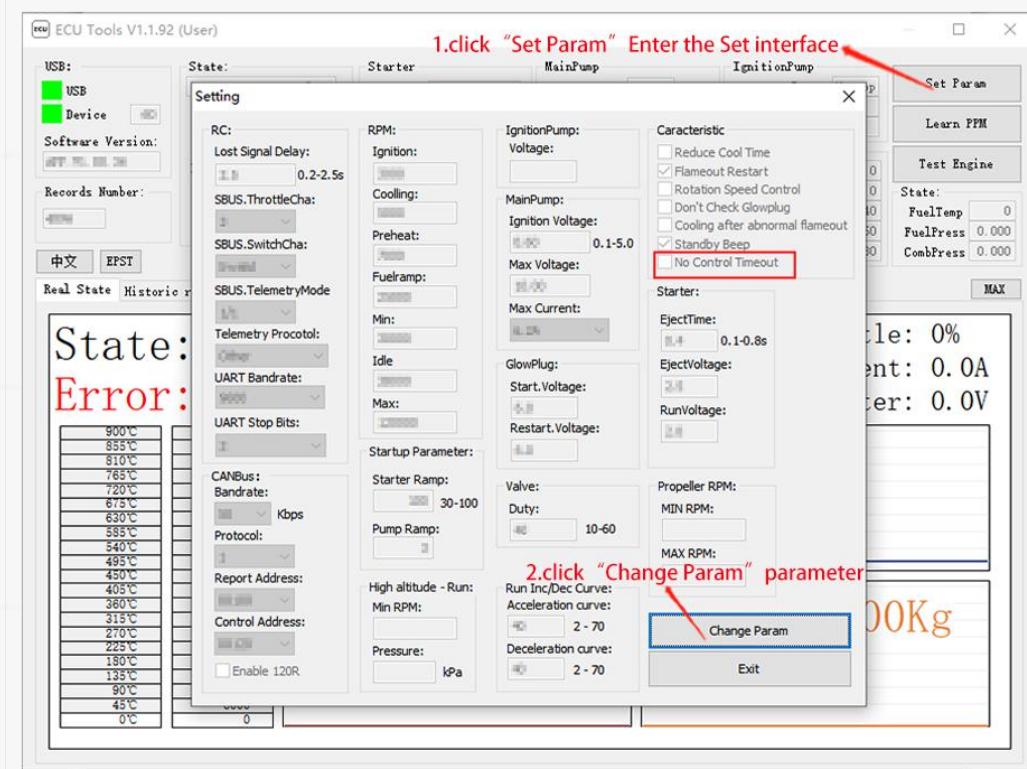 ECU Tools V1.1.92 (User)
1.click “Set Param” Enter the Set interface
USB:
State:
Starter
MainPump
IgnitionPump
USB
Device
Software Version:
Records Number:
中文
EPST
Real State
Set Param
Learn PPM
Test Engine
State:
FuelTemp 0
FuelPress 0.000
CombPress 0.000
MAX
Setting
RC:
Lost Signal Delay:
0.2-2.5s
SBUS.ThrottleCha:
SBUS.SwitchCha:
SBUS.TelemetryMode
Telemetry Procotol:
Other
UART Bandrate:
9600
UART Stop Bits:
CANBus:
Bandrate:
Kbps
Protocol:
Report Address:
Control Address:
Enable 120R
RPM:
Ignition:
Coolling:
Preheat:
Fuelramp:
Min:
Idle
Max:
Startup Parameter:
Starter Ramp:
30-100
Pump Ramp:
High altitude - Run:
Min RPM:
Pressure:
kPa
IgnitionPump:
Voltage:
MainPump:
Ignition Voltage:
0.1-5.0
Max Voltage:
Max Current:
GlowPlug:
Start.Voltage:
Restart.Voltage:
Valve:
Duty:
10-60
Run Inc/Dec Curve:
Acceleration curve:
2 - 70
Deceleration curve:
2 - 70
Caracteristic
Reduce Cool Time
Flameout Restart
Rotation Speed Control
Don't Check Glowplug
Cooling after abnormal flameout
Standby Beep
No Control Timeout
Starter:
EjectTime:
0.1-0.8s
EjectVoltage:
RunVoltage:
Propeller RPM:
MIN RPM:
MAX RPM:
2.click “Change Param” parameter
Change Param
Exit
State:
Error:
0%
0.0A
0.0V
00Kg
900℃
855℃
810℃
765℃
720℃
675℃
630℃
585℃
540℃
495℃
450℃
405℃
360℃
315℃
270℃
225℃
180℃
135℃
90℃
45℃
0℃ 0